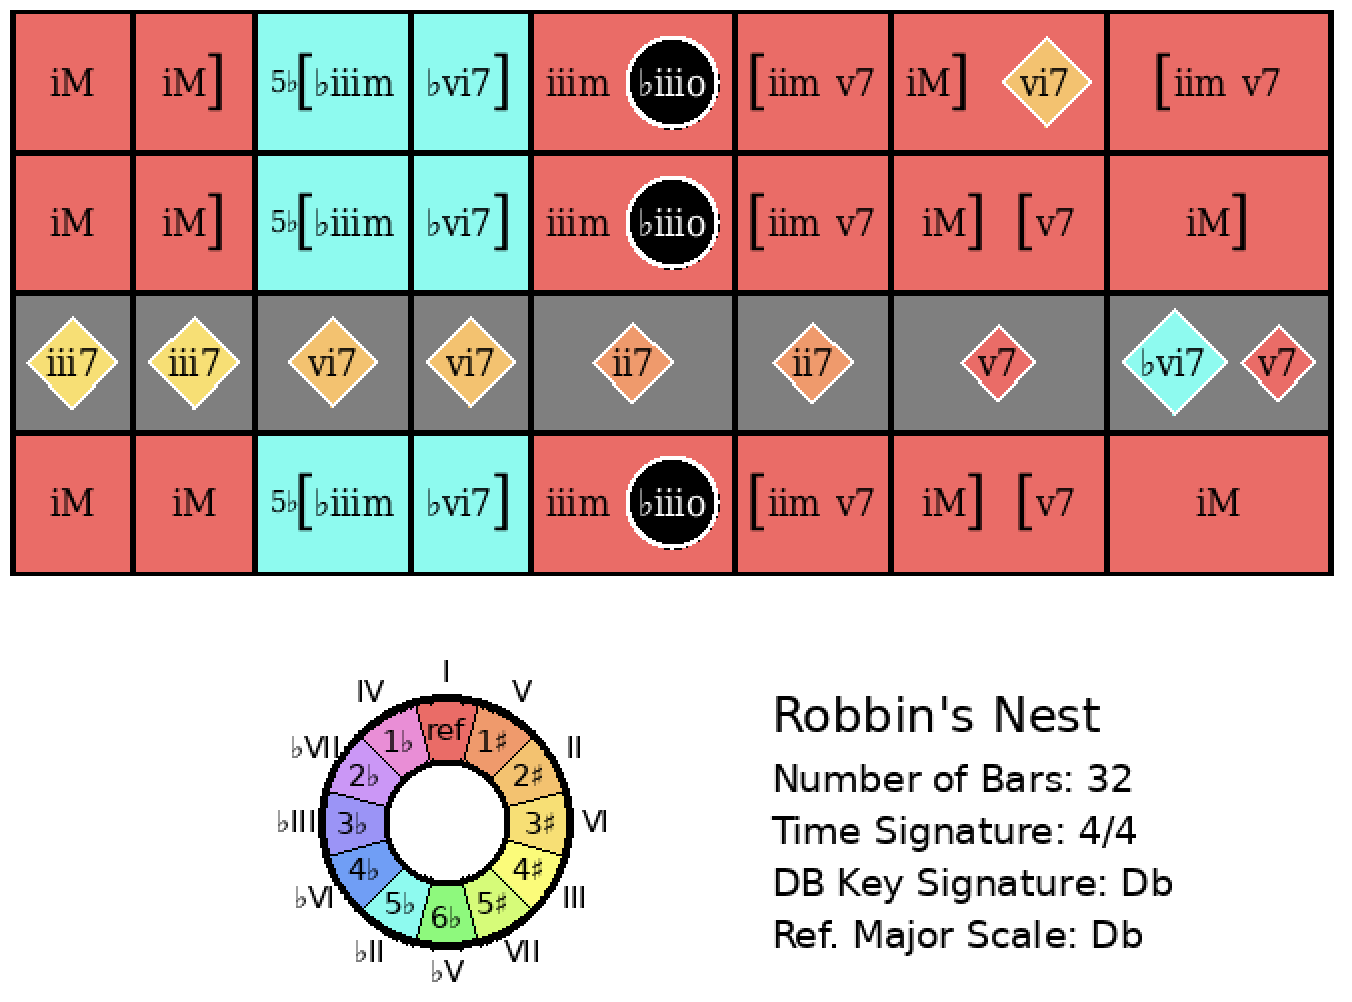 iM iM] 5♭[♭iiim ♭vi7] iiim ♭iiio [iim v7 iM] vi7 [iim v7
iM iM] 5♭[♭iiim ♭vi7] iiim ♭iiio [iim v7 iM] [v7 iM]
iii7 iii7 vi7 vi7 ii7 ii7 v7 ♭vi7 v7
iM iM 5♭[♭iiim ♭vi7] iiim ♭iiio [iim v7 iM] [v7 iM
I
IV V
♭VII 1♭ ref 1♯ II
2♭ 2♯
♭III 3♭ 3♯ VI
4♭ 4♯
♭VI 5♭ 6♭ 5♯ III
♭II VII
♭V
Robbin's Nest
Number of Bars: 32
Time Signature: 4/4
DB Key Signature: Db
Ref. Major Scale: Db